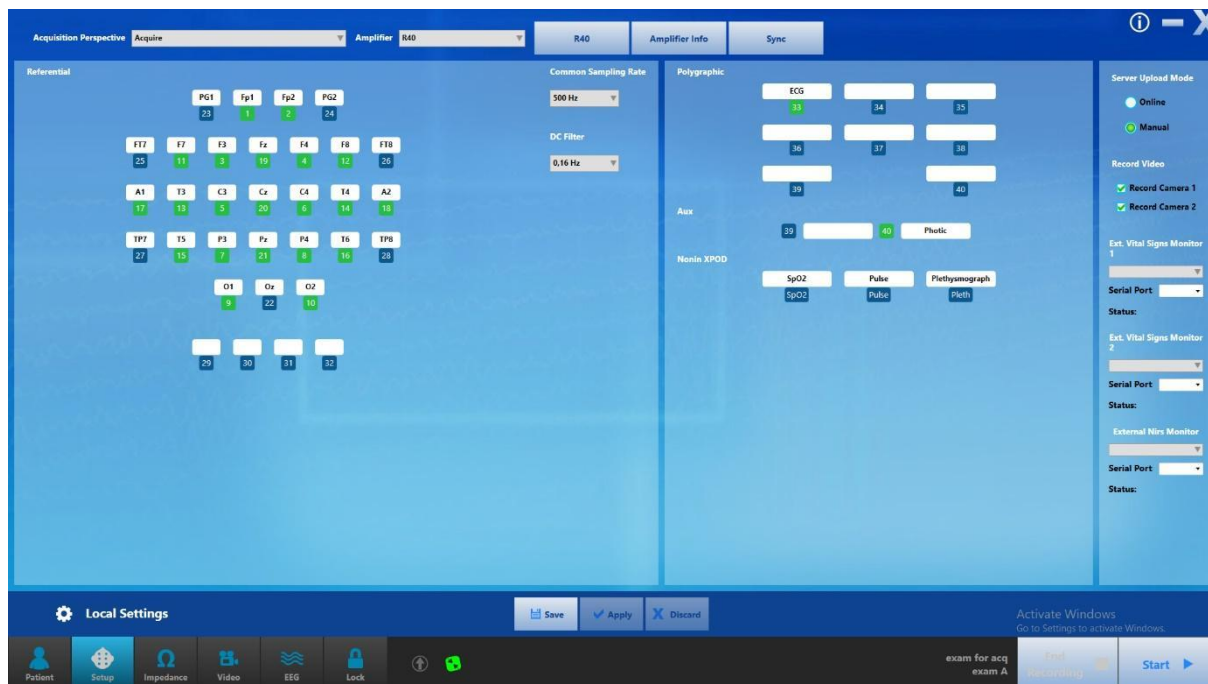 Acquisition Perspective Acquire Amplifier R40 R40 Amplifier Info Sync
Referential
PG1 Fp1 Fp2 PG2
23 1 2 24
FT7 F7 F3 Fz F4 F8 FT8
25 11 3 19 4 12 26
A1 T3 C3 Cz C4 T4 A2
17 13 5 20 6 14 18
TP7 T5 P3 Pz P4 T6 TP8
27 15 7 21 8 16 28
O1 Oz O2
9 22 10
29 30 31 32
Common Sampling Rate
500 Hz
DC Filter
0,16 Hz
Polygraphic
ECG
33 34 35
36 37 38
39 40
Aux
39 40 Photic
Nonin XPOD
SpO2 Pulse Plethysmograph
SpO2 Pulse Pleth
Server Upload Mode
Online
Manual
Record Video
Record Camera 1
Record Camera 2
Ext. Vital Signs Monitor
1
Serial Port
Status:
Ext. Vital Signs Monitor
2
Serial Port
Status:
External Nirs Monitor
Serial Port
Status:
Local Settings
Save Apply Discard
Activate Windows
Go to Settings to activate Windows.
Patient Setup Impedance Video EEG Lock
exam for acq
exam A
End
Recording
Start